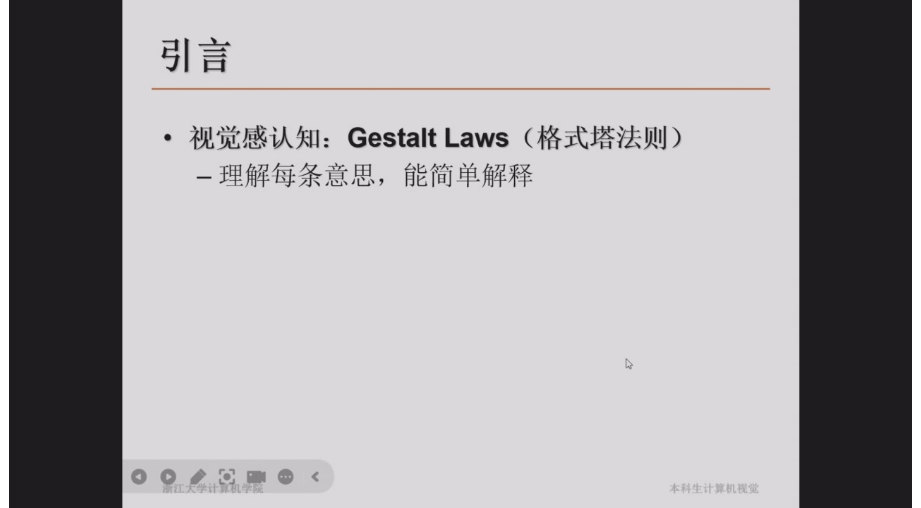 引言
• 视觉感认知：Gestalt Laws（格式塔法则）
– 理解每条意思，能简单解释
浙江大学计算机学院
本科生计算机视觉